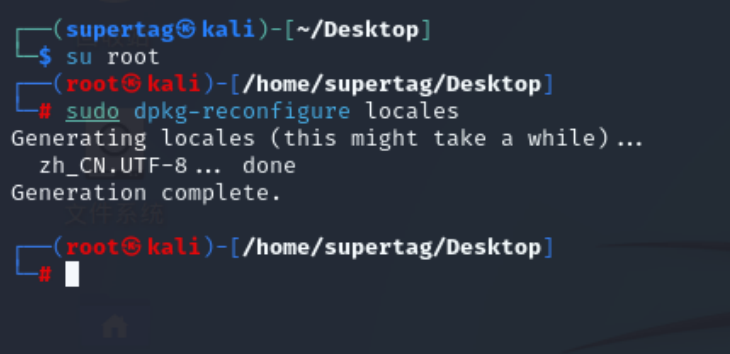 ┌──(supertag㉿kali)-[~/Desktop]
└─$ su root
┌──(root㉿kali)-[/home/supertag/Desktop]
└─# sudo dpkg-reconfigure locales
Generating locales (this might take a while)...
  zh_CN.UTF-8... done
Generation complete.
文件系统
┌──(root㉿kali)-[/home/supertag/Desktop]
└─#